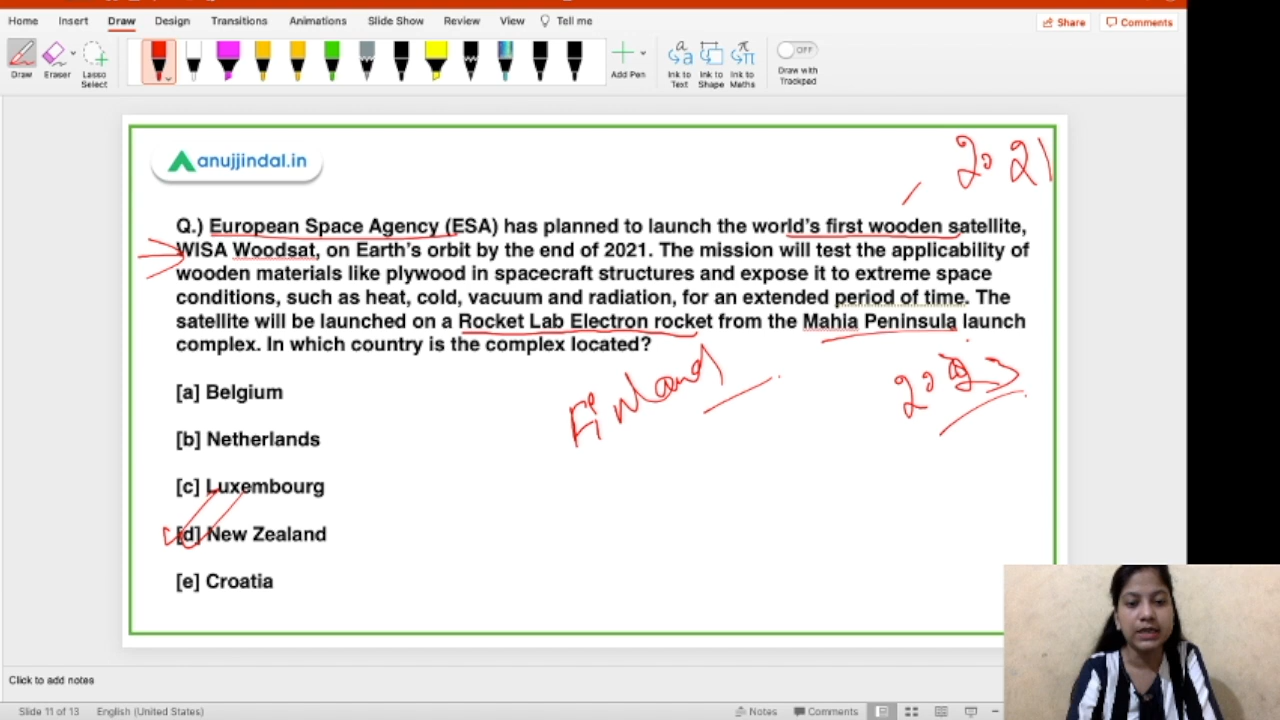 Home Insert Draw Design Transitions Animations Slide Show Review View Tell me Share Comments
Draw Eraser Lasso Select Add Pen Ink to Text Ink to Shape Ink to Maths OFF Draw with Trackpad
anujjindal.in
2021
Q.) European Space Agency (ESA) has planned to launch the world's first wooden satellite,
WISA Woodsat, on Earth's orbit by the end of 2021. The mission will test the applicability of
wooden materials like plywood in spacecraft structures and expose it to extreme space
conditions, such as heat, cold, vacuum and radiation, for an extended period of time. The
satellite will be launched on a Rocket Lab Electron rocket from the Mahia Peninsula launch
complex. In which country is the complex located?
Finland
[a] Belgium
[b] Netherlands
[c] Luxembourg
[d] New Zealand
[e] Croatia
Click to add notes
Slide 11 of 13 English (United States) Notes Comments